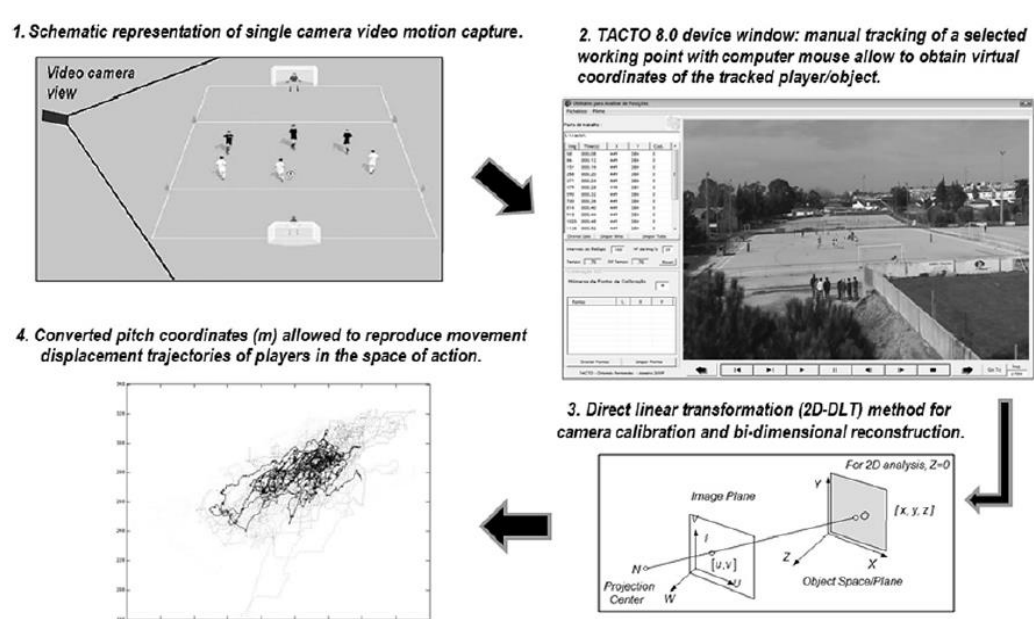 1. Schematic representation of single camera video motion capture.
Video camera
view
2. TACTO 8.0 device window: manual tracking of a selected
working point with computer mouse allow to obtain virtual
coordinates of the tracked player/object.
3. Direct linear transformation (2D-DLT) method for
camera calibration and bi-dimensional reconstruction.
For 2D analysis, Z=0
Image Plane
Y
[x, y, z]
V
I
[u,v]
Z
X
N
U
Object Space/Plane
Projection
Center
W
4. Converted pitch coordinates (m) allowed to reproduce movement
displacement trajectories of players in the space of action.